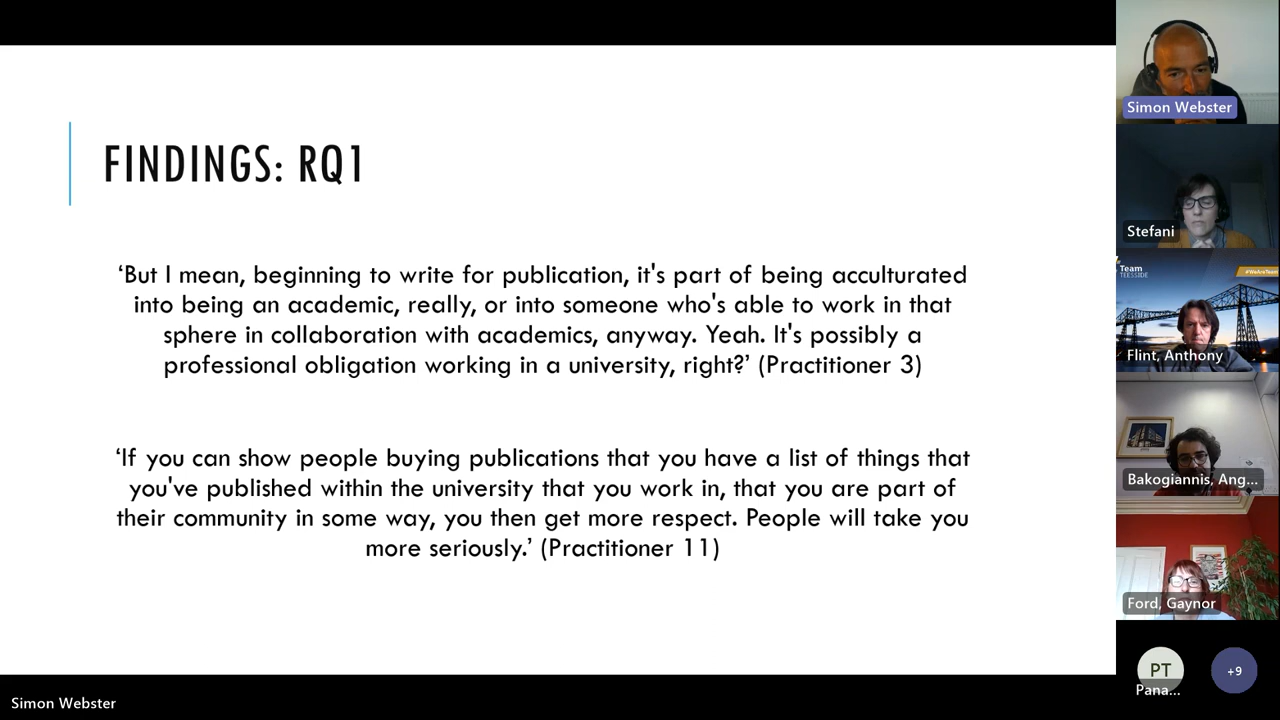 FINDINGS: RQ1
‘But I mean, beginning to write for publication, it's part of being acculturated
into being an academic, really, or into someone who's able to work in that
sphere in collaboration with academics, anyway. Yeah. It's possibly a
professional obligation working in a university, right?’ (Practitioner 3)
‘If you can show people buying publications that you have a list of things that
you've published within the university that you work in, that you are part of
their community in some way, you then get more respect. People will take you
more seriously.’ (Practitioner 11)
Simon Webster
Simon Webster
Stefani
Team
TEESSIDE
#WeAreTeam
Flint, Anthony
Bakogiannis, Ang...
Ford, Gaynor
PT
Pana...
+9